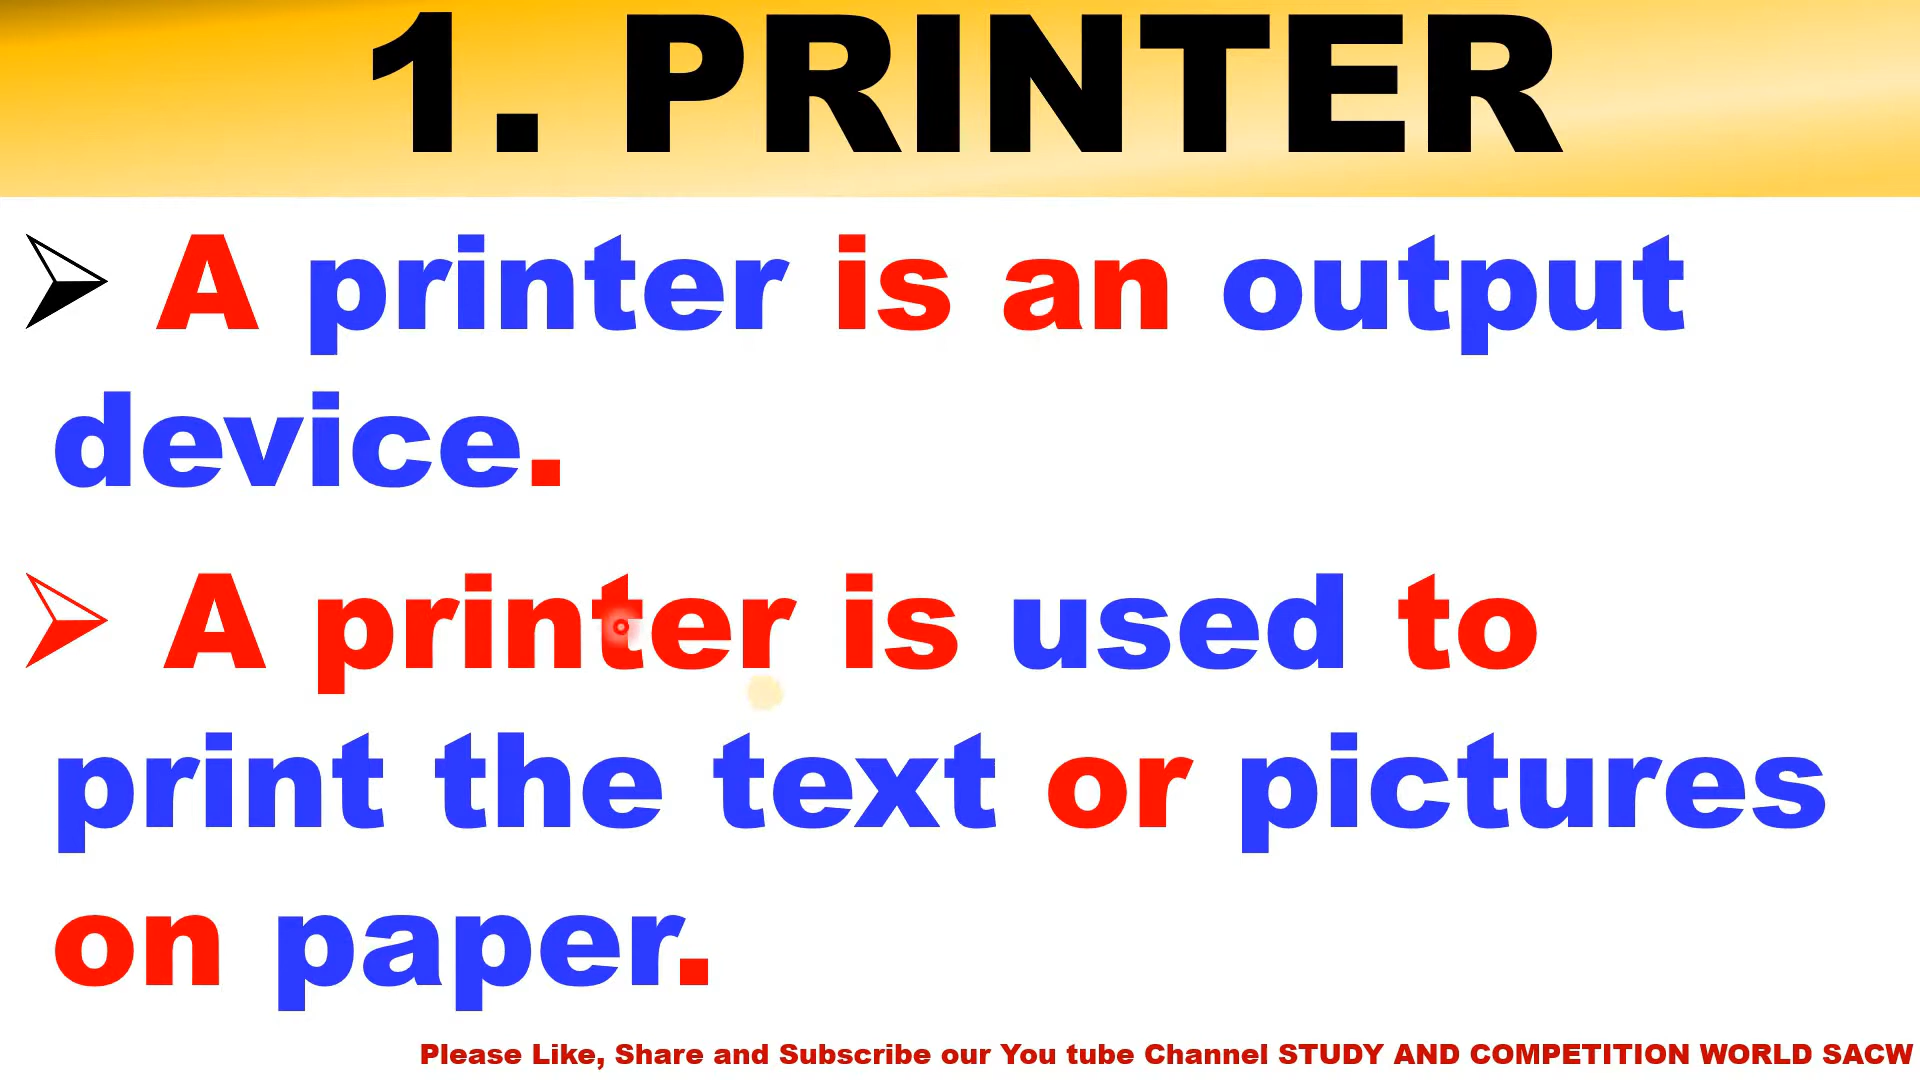 1. PRINTER
A printer is an output
device.
A printer is used to
print the text or pictures
on paper.
Please Like, Share and Subscribe our You tube Channel STUDY AND COMPETITION WORLD SACW